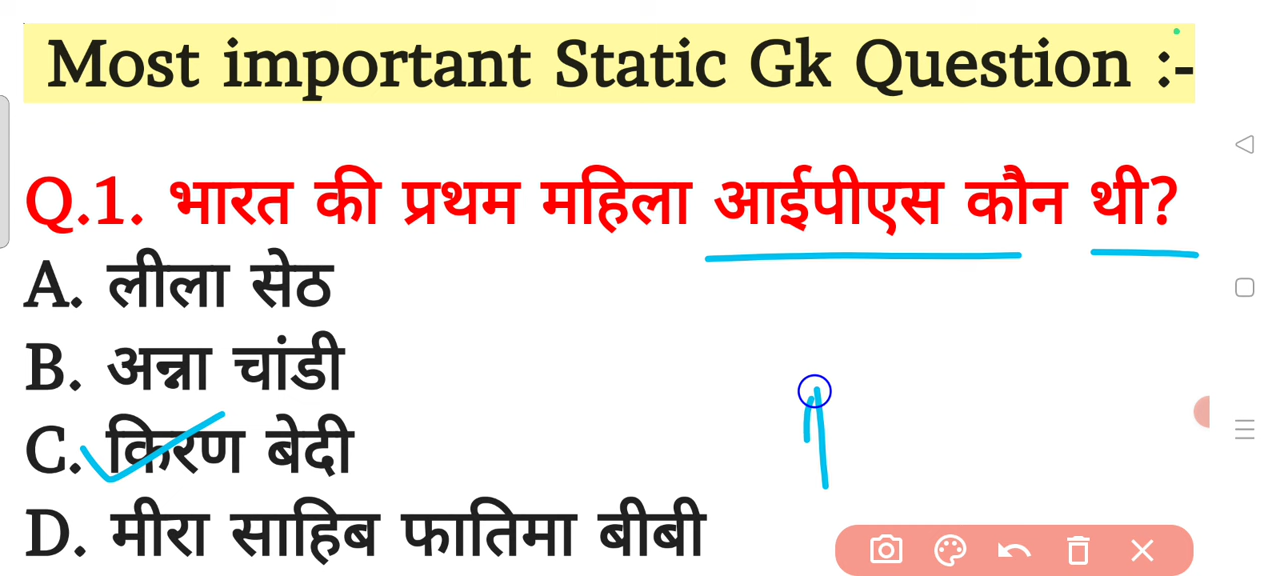 Most important Static Gk Question :-
Q.1. भारत की प्रथम महिला आईपीएस कौन थी?
A. लीला सेठ
B. अन्ना चांडी
C. किरण बेदी
D. मीरा साहिब फातिमा बीबी